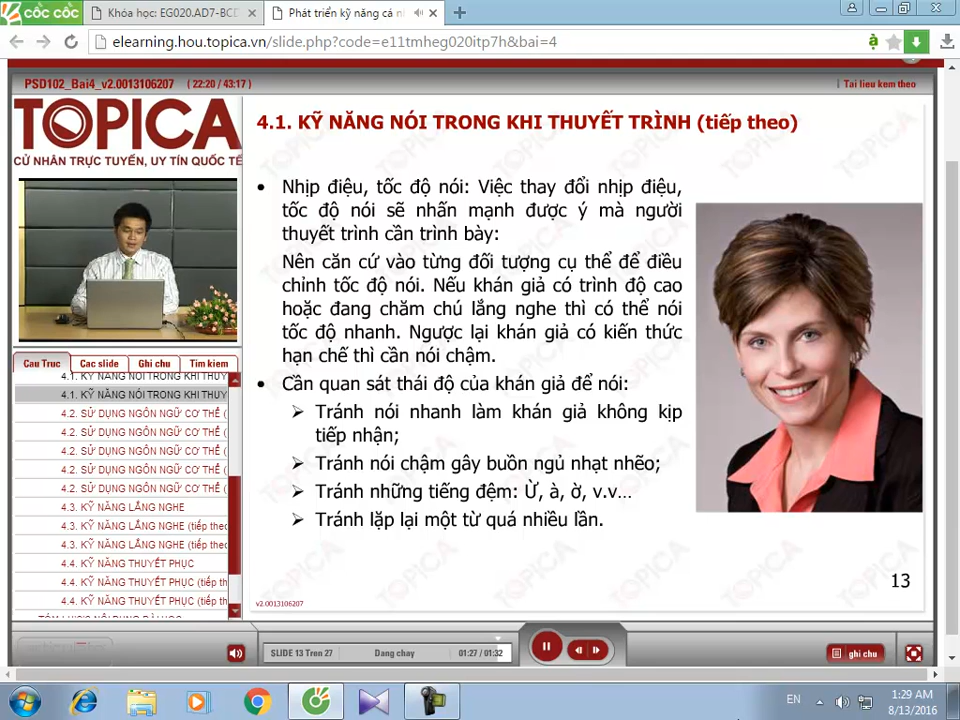 cốc cốc
Khóa học: EG020.AD7-BCD
Phát triển kỹ năng cá nh
elearning.hou.topica.vn/slide.php?code=e11tmheg020itp7h&bai=4
PSD102_Bai4_v2.0013106207 ( 22:20 / 43:17 )
Tai lieu kem theo
TOPICA
CỬ NHÂN TRỰC TUYẾN, UY TÍN QUỐC TẾ
4.1. KỸ NĂNG NÓI TRONG KHI THUYẾT TRÌNH (tiếp theo)
• Nhịp điệu, tốc độ nói: Việc thay đổi nhịp điệu,
tốc độ nói sẽ nhấn mạnh được ý mà người
thuyết trình cần trình bày:
Nên căn cứ vào từng đối tượng cụ thể để điều
chỉnh tốc độ nói. Nếu khán giả có trình độ cao
hoặc đang chăm chú lắng nghe thì có thể nói
tốc độ nhanh. Ngược lại khán giả có kiến thức
hạn chế thì cần nói chậm.
• Cần quan sát thái độ của khán giả để nói:
➢ Tránh nói nhanh làm khán giả không kịp
tiếp nhận;
➢ Tránh nói chậm gây buồn ngủ nhạt nhẽo;
➢ Tránh những tiếng đệm: Ừ, à, ờ, v.v...
➢ Tránh lặp lại một từ quá nhiều lần.
13
v2.0013106207
Cau Truc Cac slide Ghi chu Tim kiem
4.1. KỸ NĂNG NÓI TRONG KHI THUY
4.1. KỸ NĂNG NÓI TRONG KHI THUY
4.2. SỬ DỤNG NGÔN NGỮ CƠ THỂ (
4.2. SỬ DỤNG NGÔN NGỮ CƠ THỂ (
4.2. SỬ DỤNG NGÔN NGỮ CƠ THỂ (
4.2. SỬ DỤNG NGÔN NGỮ CƠ THỂ (
4.2. SỬ DỤNG NGÔN NGỮ CƠ THỂ (
4.3. KỸ NĂNG LẮNG NGHE
4.3. KỸ NĂNG LẮNG NGHE (tiếp theo
4.3. KỸ NĂNG LẮNG NGHE (tiếp theo
4.4. KỸ NĂNG THUYẾT PHỤC
4.4. KỸ NĂNG THUYẾT PHỤC (tiếp th
4.4. KỸ NĂNG THUYẾT PHỤC (tiếp th
SLIDE 13 Tren 27 Dang chay 01:27 / 01:32
ghi chu
EN
1:29 AM
8/13/2016